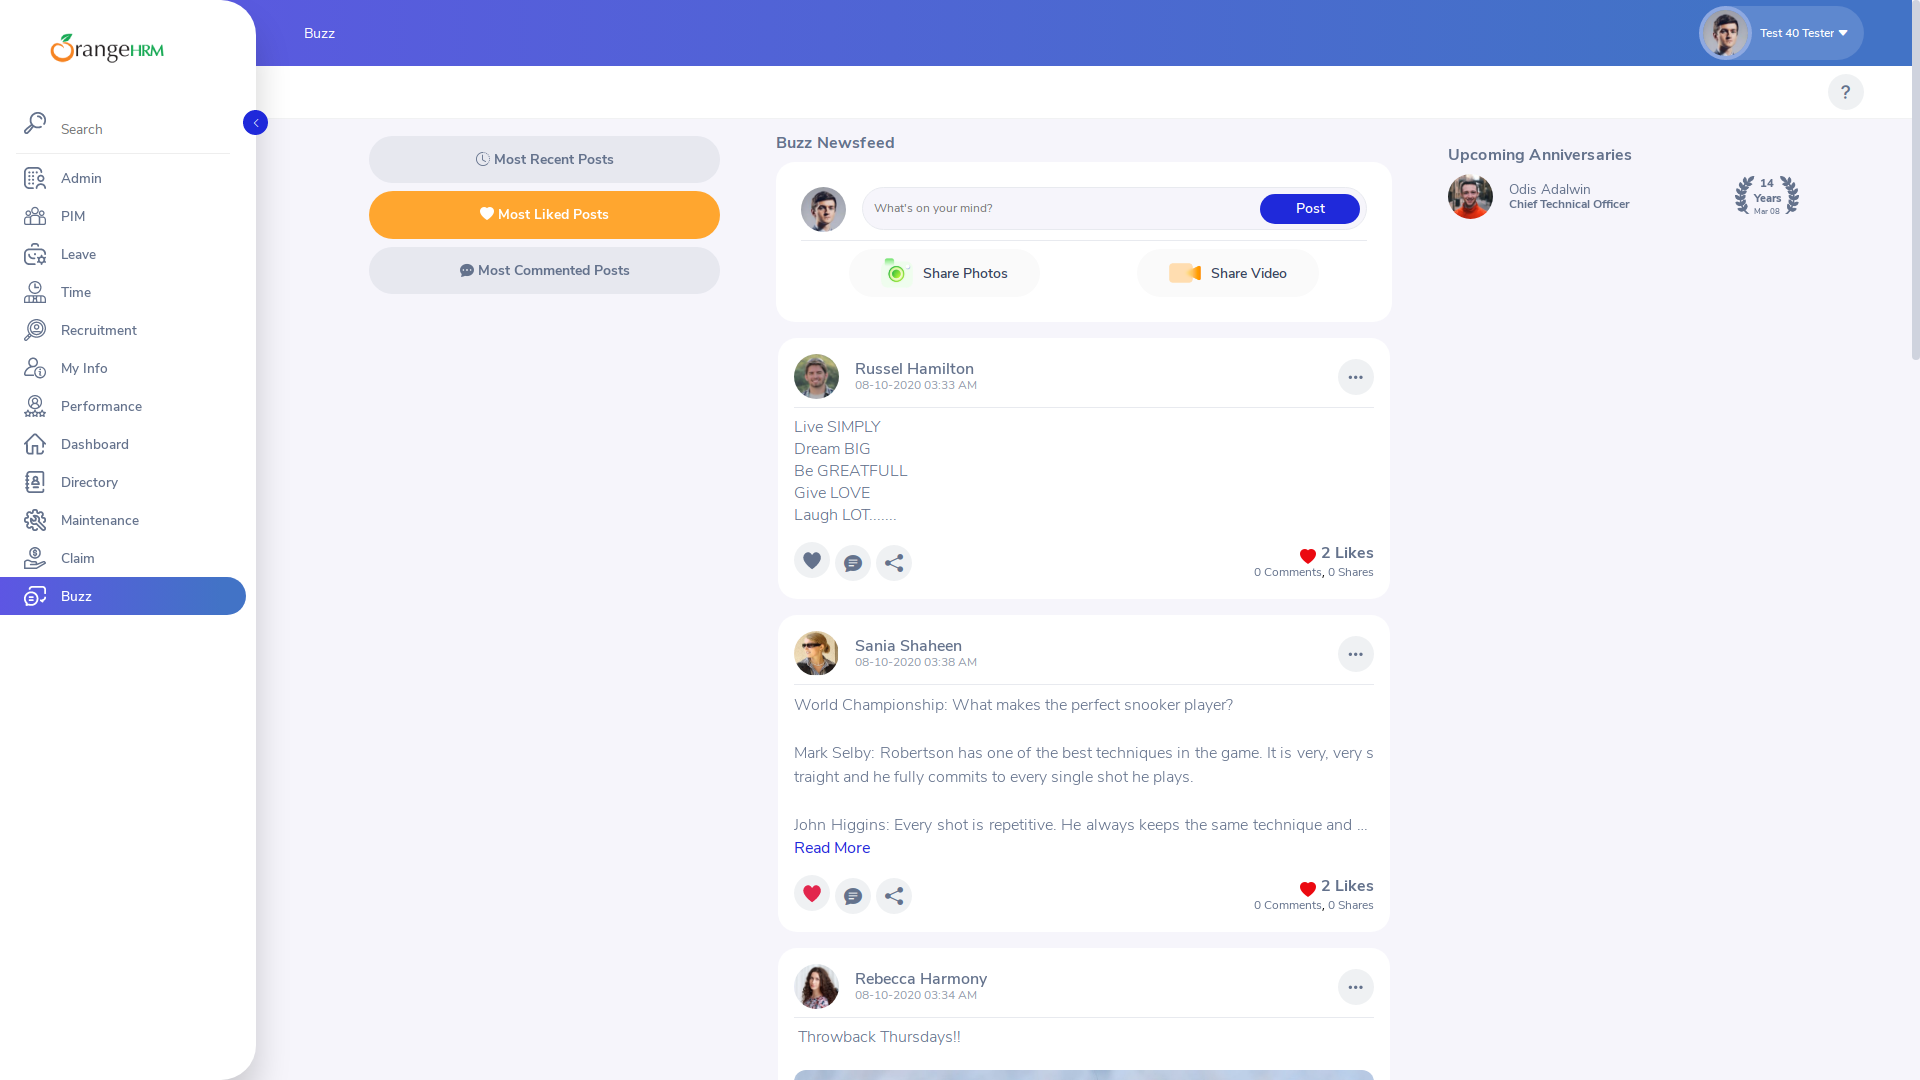 OrangeHRM
Search
Admin
PIM
Leave
Time
Recruitment
My Info
Performance
Dashboard
Directory
Maintenance
Claim
Buzz
Buzz
Test 40 Tester
?
Most Recent Posts
Most Liked Posts
Most Commented Posts
Buzz Newsfeed
What's on your mind?
Post
Share Photos
Share Video
Russel Hamilton
08-10-2020 03:33 AM
Live SIMPLY
Dream BIG
Be GREATFULL
Give LOVE
Laugh LOT.......
2 Likes
0 Comments, 0 Shares
Sania Shaheen
08-10-2020 03:38 AM
World Championship: What makes the perfect snooker player?
Mark Selby: Robertson has one of the best techniques in the game. It is very, very s
traight and he fully commits to every single shot he plays.
John Higgins: Every shot is repetitive. He always keeps the same technique and ...
Read More
2 Likes
0 Comments, 0 Shares
Rebecca Harmony
08-10-2020 03:34 AM
Throwback Thursdays!!
Upcoming Anniversaries
Odis Adalwin
Chief Technical Officer
14
Years
Mar 08